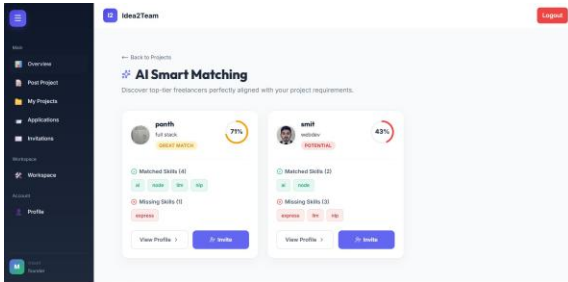 I2
Idea2Team
Logout
Main
Overview
Post Project
My Projects
Applications
Invitations
Workspace
Workspace
Account
Profile
M
founder
← Back to Projects
AI Smart Matching
Discover top-tier freelancers perfectly aligned with your project requirements.
panth
full stack
GREAT MATCH
71%
Matched Skills (4)
ai node llm nlp
Missing Skills (1)
express
View Profile >
Invite
smit
webdev
POTENTIAL
43%
Matched Skills (2)
ai node
Missing Skills (3)
express llm nlp
View Profile >
Invite